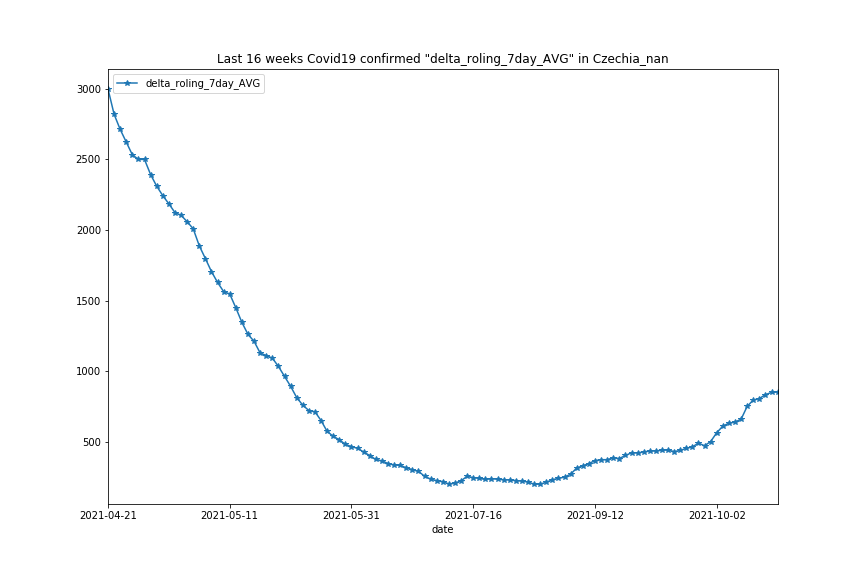 Last 16 weeks Covid19 confirmed "delta_roling_7day_AVG" in Czechia_nan
delta_roling_7day_AVG
3000
2500
2000
1500
1000
500
2021-04-21 2021-05-11 2021-05-31 2021-07-16 2021-09-12 2021-10-02
date